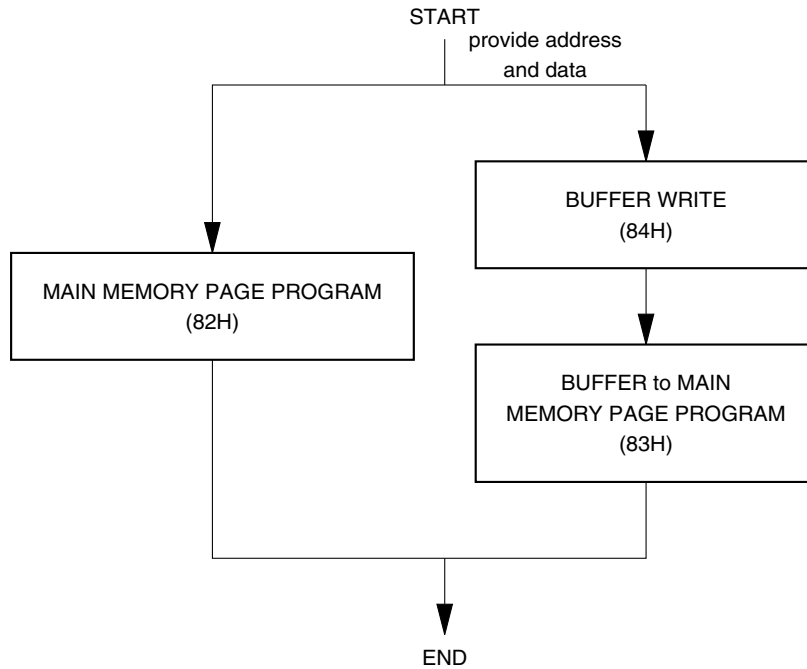 START
provide address
and data
BUFFER WRITE
(84H)
MAIN MEMORY PAGE PROGRAM
(82H)
BUFFER to MAIN
MEMORY PAGE PROGRAM
(83H)
END